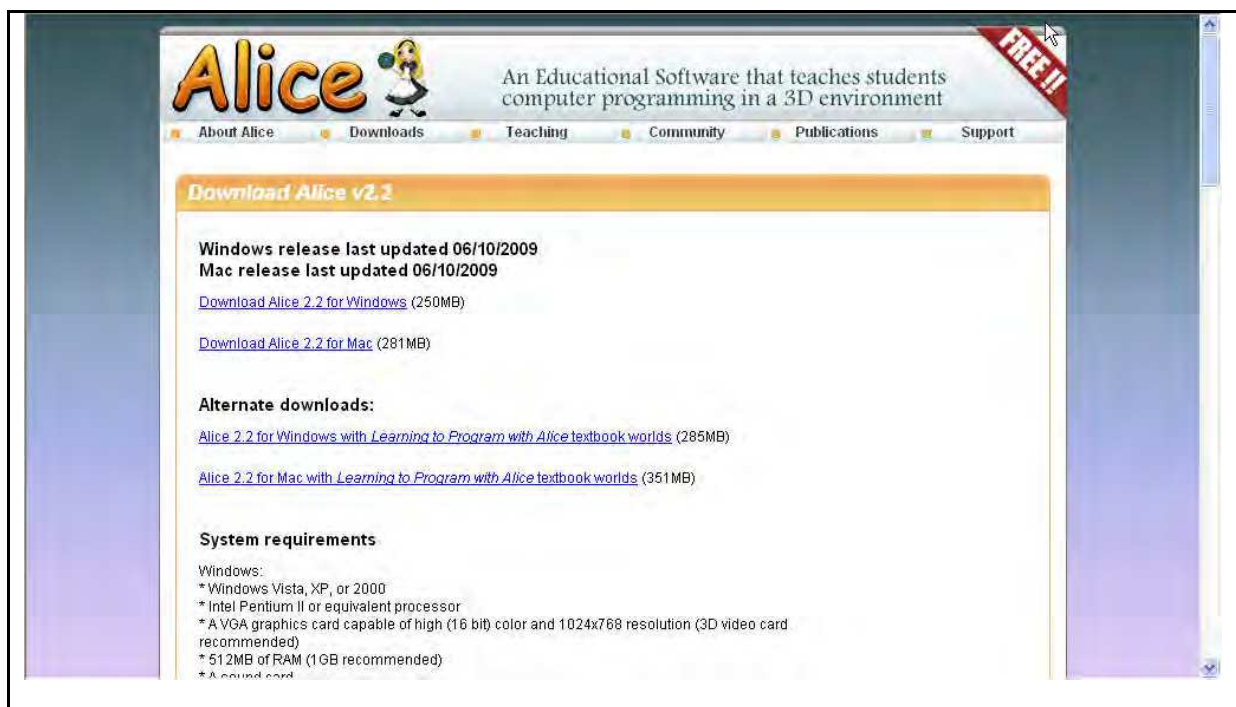 Alice
FREE !!
An Educational Software that teaches students
computer programming in a 3D environment
About Alice Downloads Teaching Community Publications Support
Download Alice v2.2
Windows release last updated 06/10/2009
Mac release last updated 06/10/2009
Download Alice 2.2 for Windows (250MB)
Download Alice 2.2 for Mac (281MB)
Alternate downloads:
Alice 2.2 for Windows with Learning to Program with Alice textbook worlds (285MB)
Alice 2.2 for Mac with Learning to Program with Alice textbook worlds (351MB)
System requirements
Windows:
* Windows Vista, XP, or 2000
* Intel Pentium II or equivalent processor
* A VGA graphics card capable of high (16 bit) color and 1024x768 resolution (3D video card
recommended)
* 512MB of RAM (1GB recommended)
* A sound card